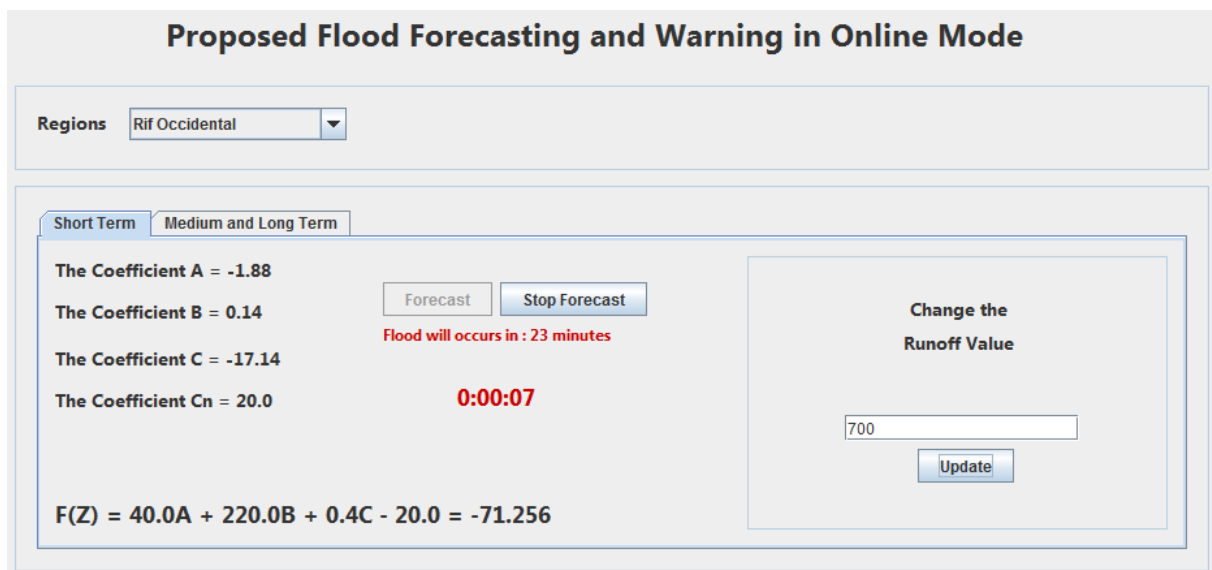 Proposed Flood Forecasting and Warning in Online Mode
Regions Rif Occidental
Short Term Medium and Long Term
The Coefficient A = -1.88
The Coefficient B = 0.14
The Coefficient C = -17.14
The Coefficient Cn = 20.0
Forecast Stop Forecast
Flood will occurs in : 23 minutes
0:00:07
F(Z) = 40.0A + 220.0B + 0.4C - 20.0 = -71.256
Change the
Runoff Value
700
Update